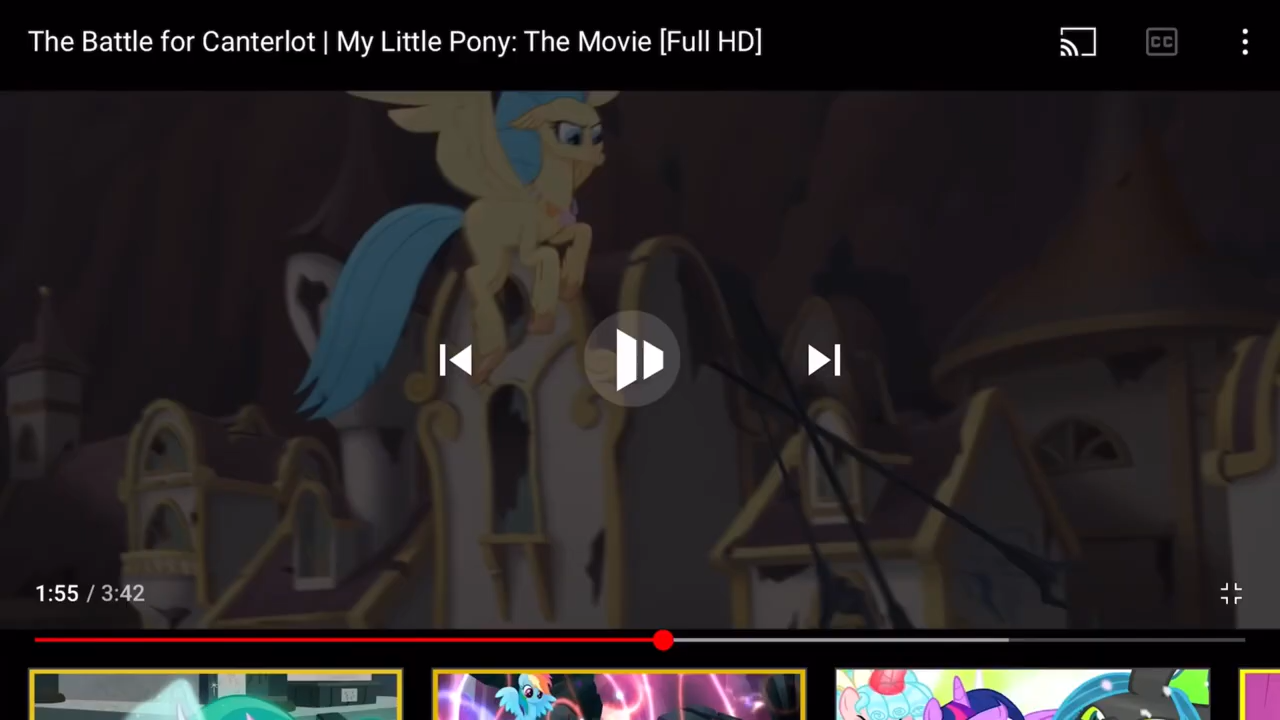 The Battle for Canterlot | My Little Pony: The Movie [Full HD]
CC
1:55 / 3:42